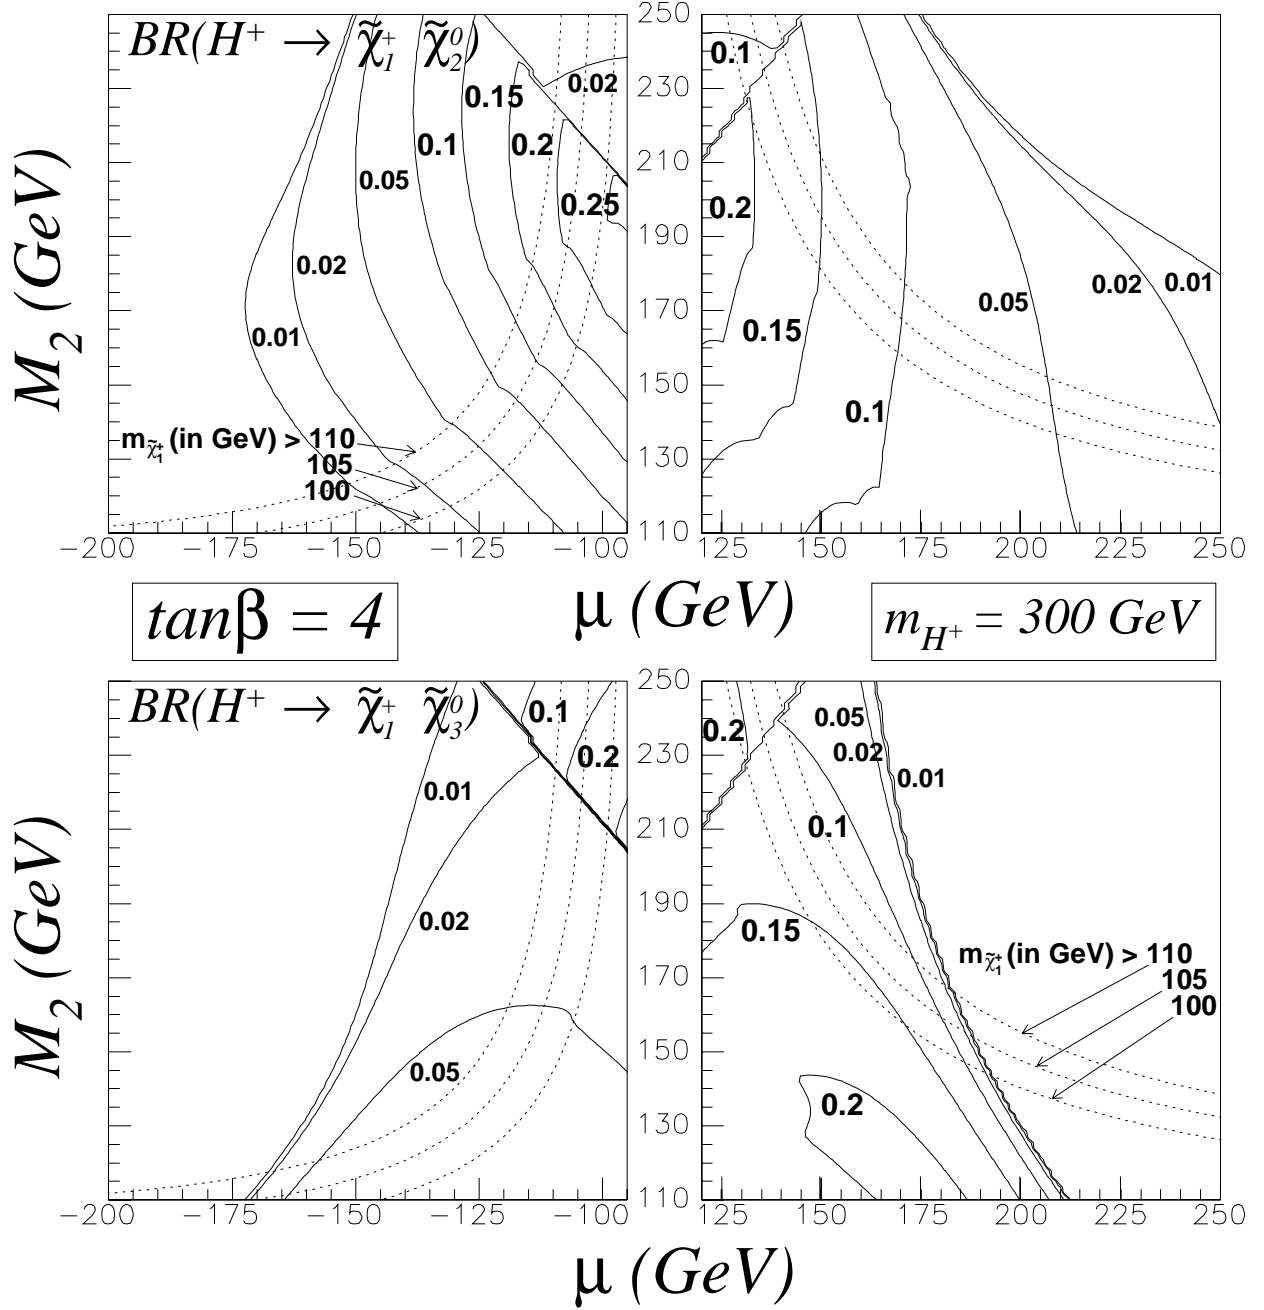 BR(H⁺ → χ̃₁⁺ χ̃₂⁰)
M₂ (GeV)
250 230 210 190 170 150 130 110
0.01 0.02 0.05 0.1 0.15 0.2 0.25 0.02
m_χ̃₁⁺ (in GeV) > 110
105
100
−200 −175 −150 −125 −100
0.1 0.2 0.15 0.1 0.05 0.02 0.01
125 150 175 200 225 250
μ (GeV)
tanβ = 4
m_H⁺ = 300 GeV
BR(H⁺ → χ̃₁⁺ χ̃₃⁰)
M₂ (GeV)
250 230 210 190 170 150 130 110
0.01 0.02 0.05 0.1 0.2
−200 −175 −150 −125 −100
0.2 0.05 0.02 0.01 0.1 0.15 0.2
m_χ̃₁⁺ (in GeV) > 110
105
100
125 150 175 200 225 250
μ (GeV)